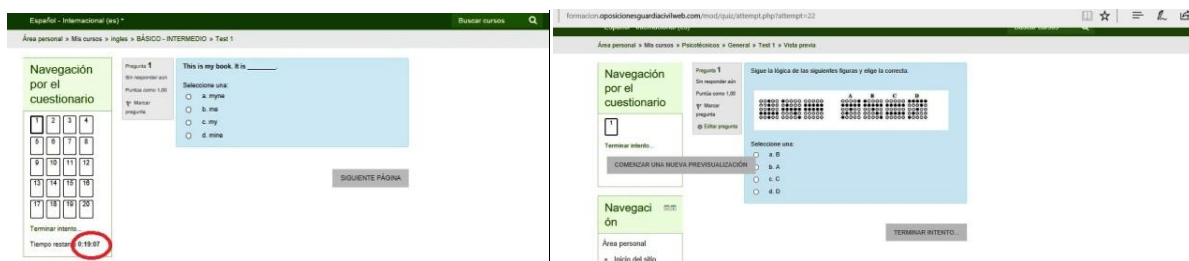 Español - Internacional (es)
Buscar cursos
Área personal » Mis cursos » ingles » BÁSICO - INTERMEDIO » Test 1
Navegación
por el
cuestionario
1 2 3 4
5 6 7 8
9 10 11 12
13 14 15 16
17 18 19 20
Terminar intento...
Tiempo restante 0:19:07
Pregunta 1
Sin responder aún
Puntúa como 1,00
Marcar
pregunta
This is my book. It is _______.
Seleccione una:
a. myne
b. me
c. my
d. mine
SIGUIENTE PÁGINA
formacion.oposicionesguardiacivilweb.com/mod/quiz/attempt.php?attempt=22
Español - Internacional (es)
Buscar cursos
Área personal » Mis cursos » Psicotécnicos » General » Test 1 » Vista previa
Navegación
por el
cuestionario
1
Terminar intento...
COMENZAR UNA NUEVA PREVISUALIZACIÓN
Navegaci
ón
Área personal
Inicio del sitio
Pregunta 1
Sin responder aún
Puntúa como 1,00
Marcar
pregunta
Editar pregunta
Sigue la lógica de las siguientes figuras y elige la correcta.
A B C D
Seleccione una:
a. B
b. A
c. C
d. D
TERMINAR INTENTO...